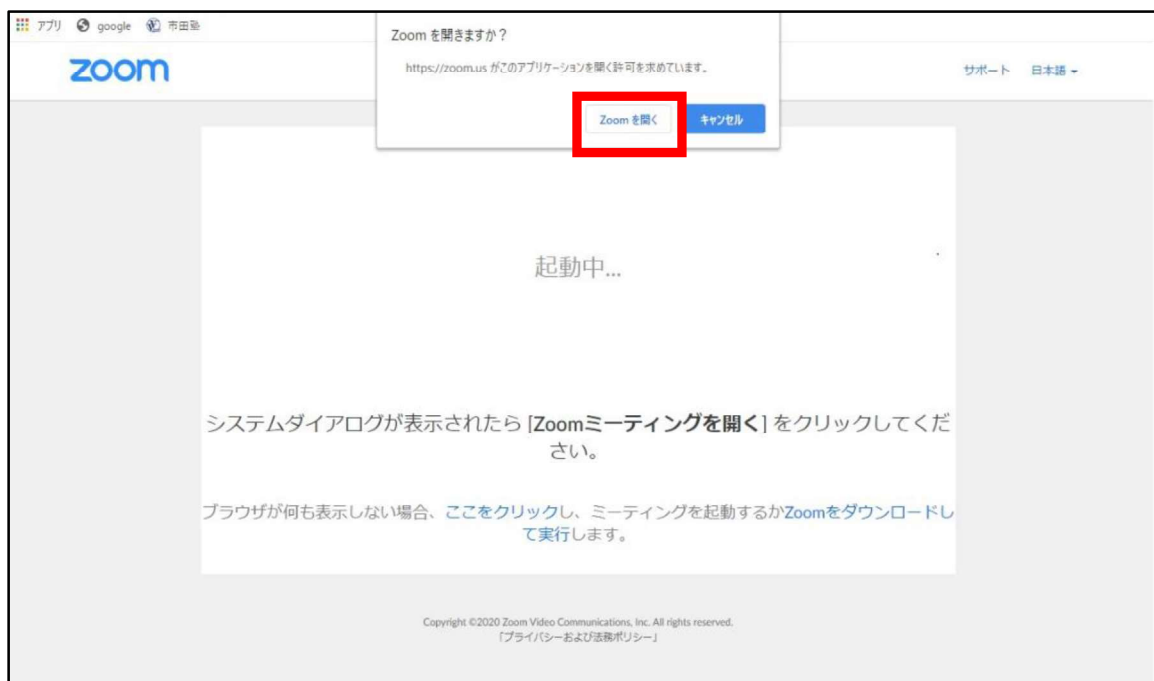 アプリ google 市田塾
Zoom を開きますか？
https://zoom.us がこのアプリケーションを開く許可を求めています。
Zoom を開く キャンセル
zoom サポート 日本語
起動中...
システムダイアログが表示されたら [Zoomミーティングを開く] をクリックしてくだ
さい。
ブラウザが何も表示しない場合、ここをクリックし、ミーティングを起動するかZoomをダウンロードし
て実行します。
Copyright ©2020 Zoom Video Communications, Inc. All rights reserved.
「プライバシーおよび法務ポリシー」